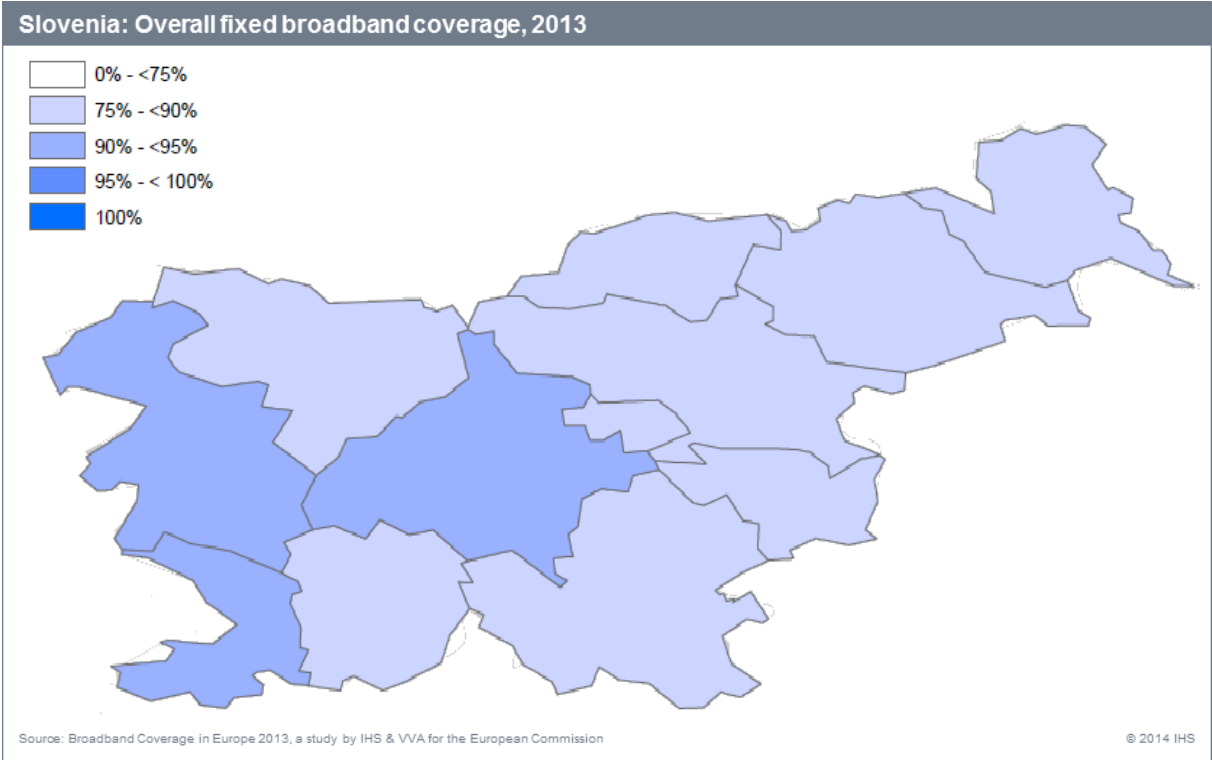 Slovenia: Overall fixed broadband coverage, 2013
0% - <75%
75% - <90%
90% - <95%
95% - < 100%
100%
Source: Broadband Coverage in Europe 2013, a study by IHS & VVA for the European Commission
© 2014 IHS